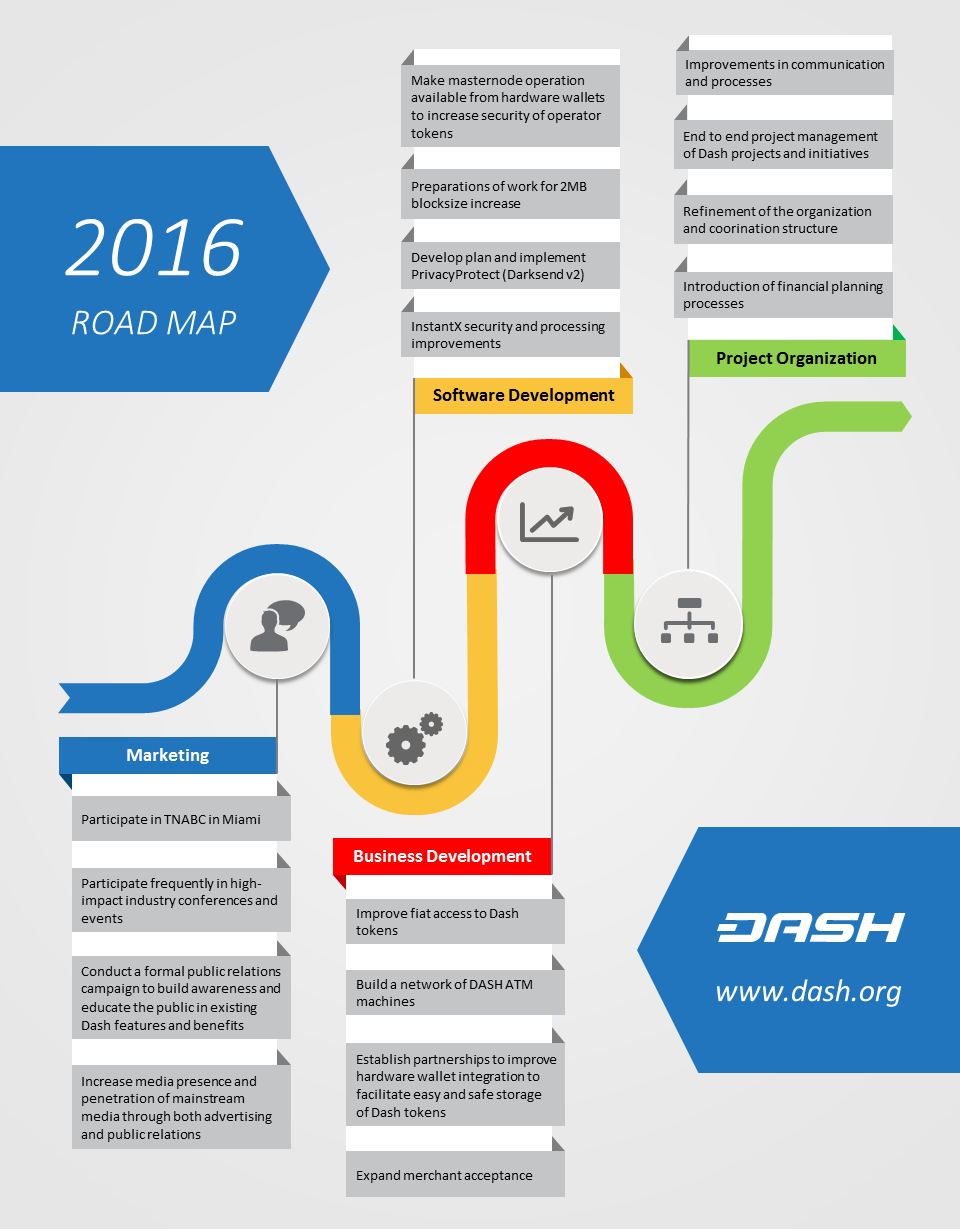 2016
ROAD MAP
Make masternode operation
available from hardware wallets
to increase security of operator
tokens
Preparations of work for 2MB
blocksize increase
Develop plan and implement
PrivacyProtect (Darksend v2)
InstantX security and processing
improvements
Software Development
Improvements in communication
and processes
End to end project management
of Dash projects and initiatives
Refinement of the organization
and coorination structure
Introduction of financial planning
processes
Project Organization
Marketing
Participate in TNABC in Miami
Participate frequently in high-
impact industry conferences and
events
Conduct a formal public relations
campaign to build awareness and
educate the public in existing
Dash features and benefits
Increase media presence and
penetration of mainstream
media through both advertising
and public relations
Business Development
Improve fiat access to Dash
tokens
Build a network of DASH ATM
machines
Establish partnerships to improve
hardware wallet integration to
facilitate easy and safe storage
of Dash tokens
Expand merchant acceptance
DASH
www.dash.org